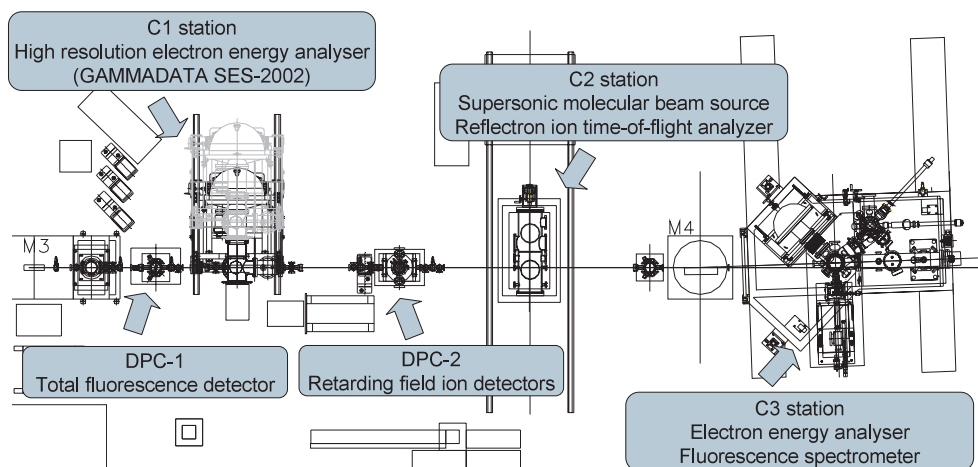 C1 station
High resolution electron energy analyser
(GAMMADATA SES-2002)
C2 station
Supersonic molecular beam source
Reflectron ion time-of-flight analyzer
M3
M4
DPC-1
Total fluorescence detector
DPC-2
Retarding field ion detectors
C3 station
Electron energy analyser
Fluorescence spectrometer